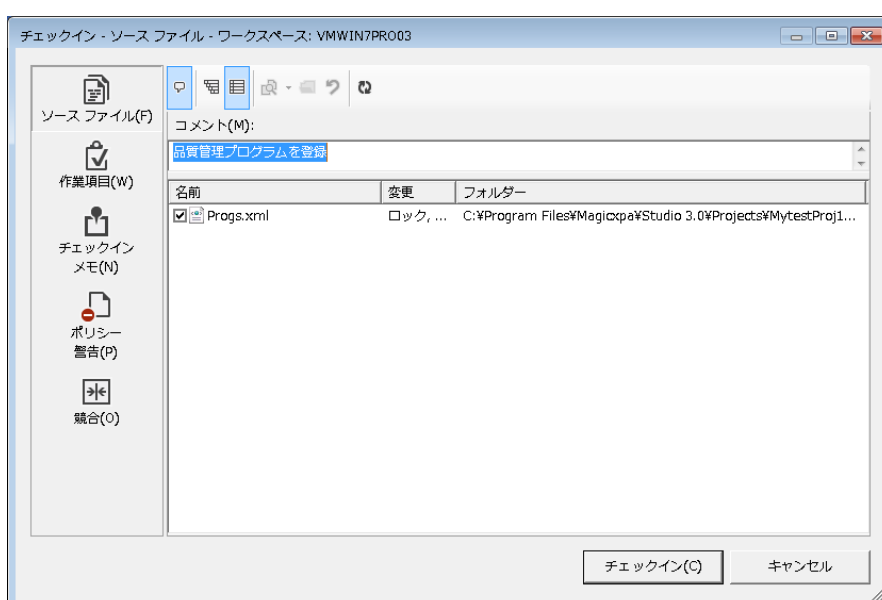 チェックイン - ソース ファイル - ワークスペース: VMWIN7PRO03
ソース ファイル(F)
作業項目(W)
チェックイン
メモ(N)
ポリシー
警告(P)
競合(O)
コメント(M):
品質管理プログラムを登録
名前 変更 フォルダー
Progs.xml ロック, ... C:¥Program Files¥Magicxpa¥Studio 3.0¥Projects¥MytestProj1...
チェックイン(C) キャンセル